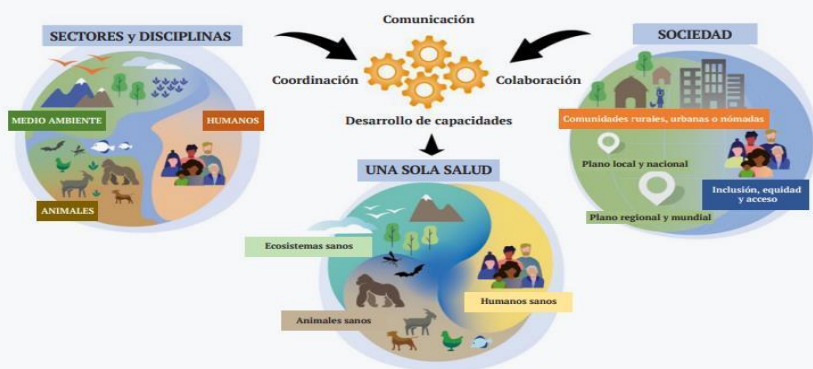 Comunicación
SECTORES y DISCIPLINAS
SOCIEDAD
Coordinación
Colaboración
MEDIO AMBIENTE
HUMANOS
Desarrollo de capacidades
Comunidades rurales, urbanas o nómadas
UNA SOLA SALUD
Plano local y nacional
Inclusión, equidad
y acceso
ANIMALES
Plano regional y mundial
Ecosistemas sanos
Humanos sanos
Animales sanos